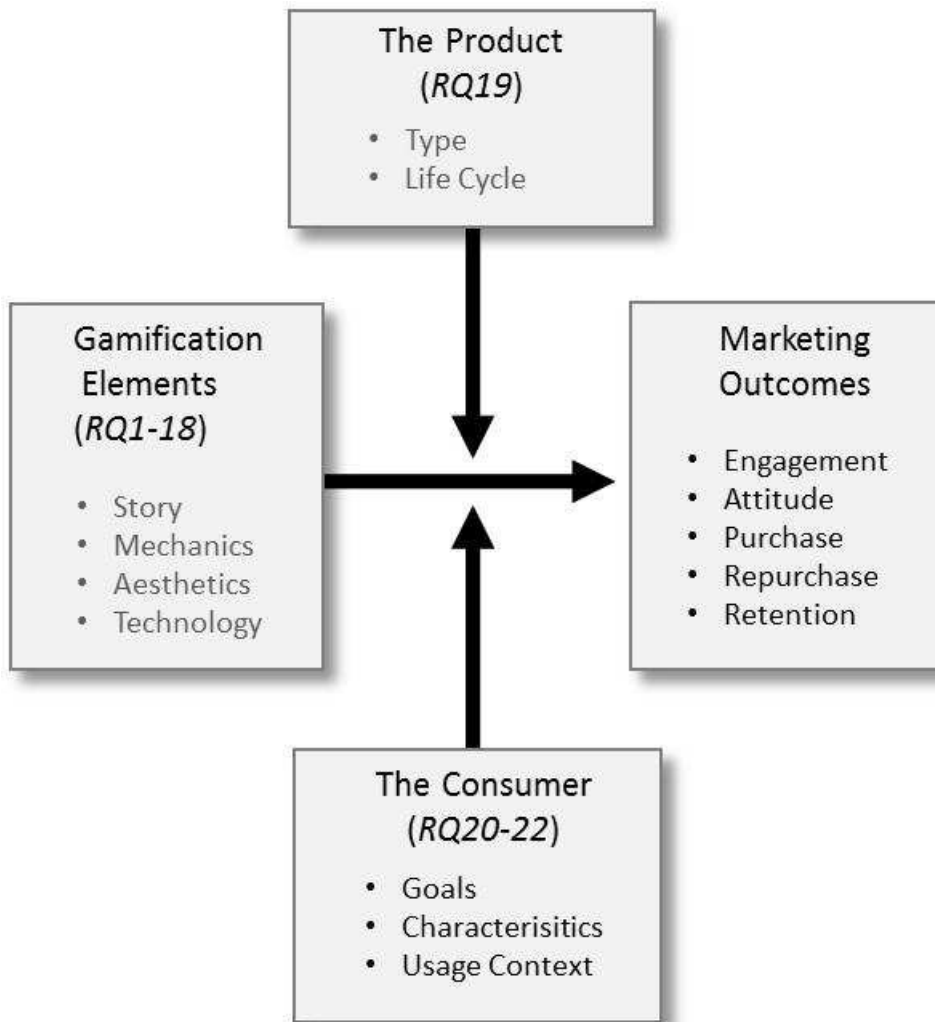 The Product
(RQ19)
• Type
• Life Cycle
Gamification
Elements
(RQ1-18)
• Story
• Mechanics
• Aesthetics
• Technology
Marketing
Outcomes
• Engagement
• Attitude
• Purchase
• Repurchase
• Retention
The Consumer
(RQ20-22)
• Goals
• Characterisitics
• Usage Context